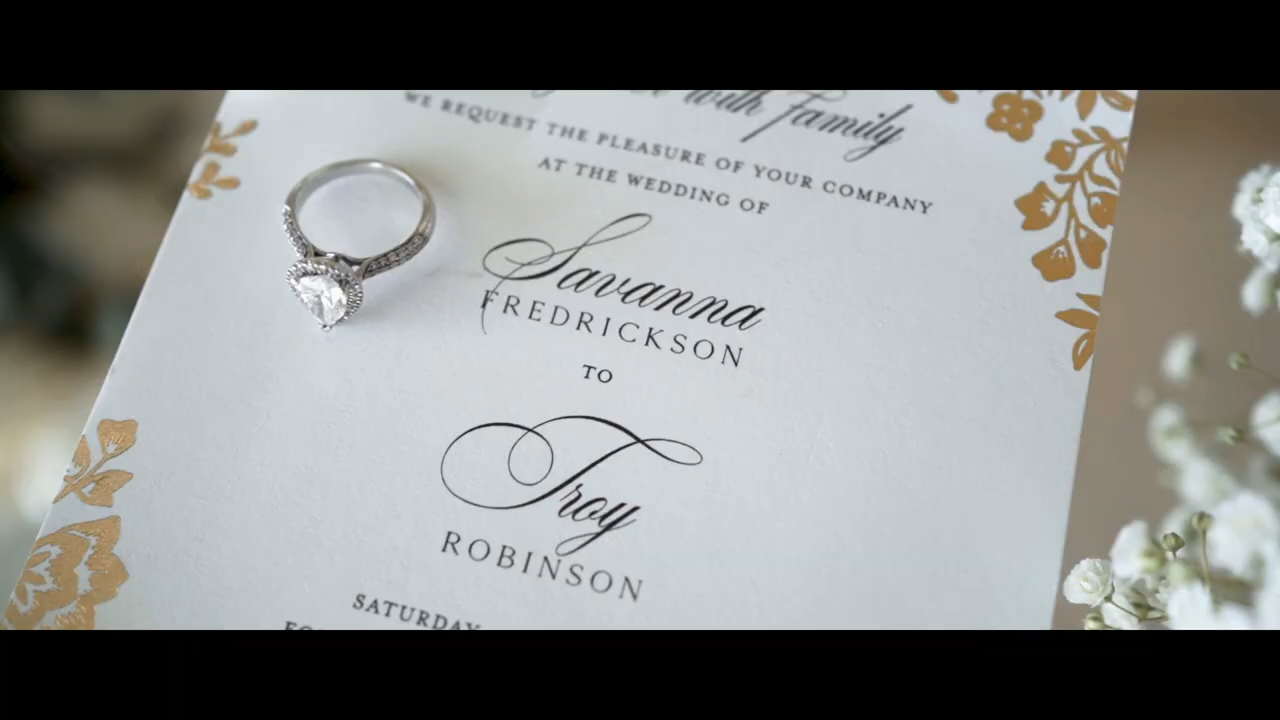 with Family
WE REQUEST THE PLEASURE OF YOUR COMPANY
AT THE WEDDING OF
Savanna
FREDRICKSON
TO
Troy
ROBINSON
SATURDAY